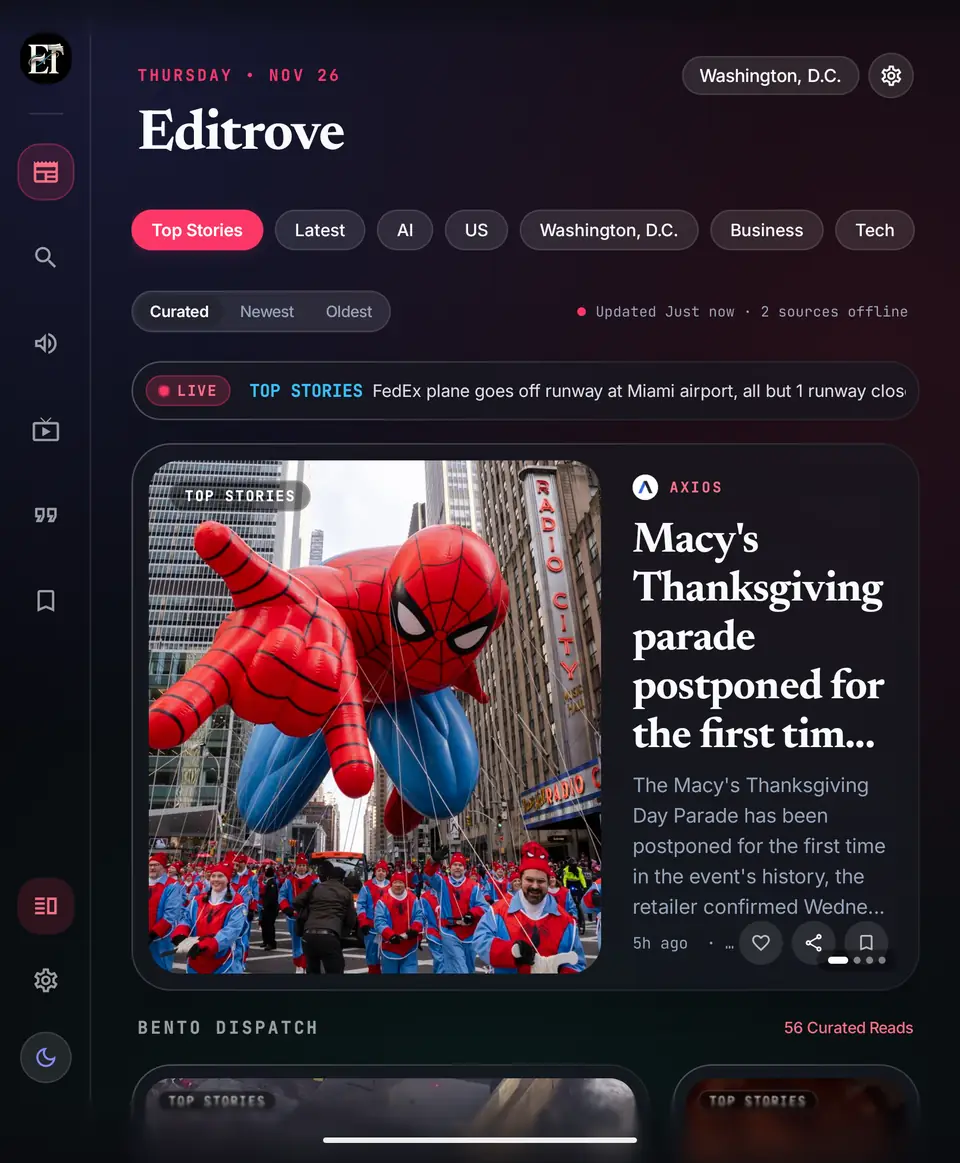 ET
THURSDAY • NOV 26
Washington, D.C.
Editrove
Top Stories
Latest
AI
US
Washington, D.C.
Business
Tech
Curated
Newest
Oldest
Updated Just now · 2 sources offline
LIVE
TOP STORIES FedEx plane goes off runway at Miami airport, all but 1 runway clos
TOP STORIES
RADIO CITY
RADIO C
AXIOS
Macy's
Thanksgiving
parade
postponed for
the first tim...
The Macy's Thanksgiving
Day Parade has been
postponed for the first time
in the event's history, the
retailer confirmed Wedne...
5h ago · …
BENTO DISPATCH
56 Curated Reads
TOP STORIES
TOP STORIES